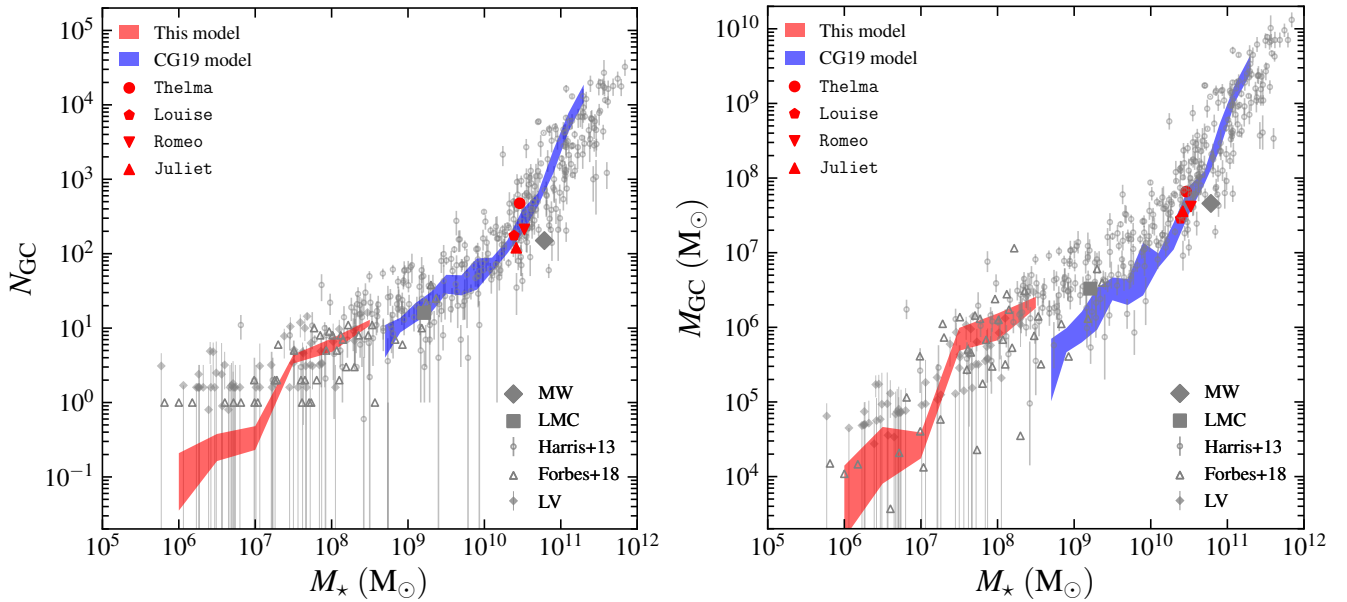 10^5
10^4
10^3
10^2
10^1
10^0
10^{-1}
N_GC
This model
CG19 model
Thelma
Louise
Romeo
Juliet
MW
LMC
Harris+13
Forbes+18
LV
10^5 10^6 10^7 10^8 10^9 10^10 10^11 10^12
M_⋆ (M_⊙)
10^10
10^9
10^8
10^7
10^6
10^5
10^4
M_GC (M_⊙)
This model
CG19 model
Thelma
Louise
Romeo
Juliet
MW
LMC
Harris+13
Forbes+18
LV
10^5 10^6 10^7 10^8 10^9 10^10 10^11 10^12
M_⋆ (M_⊙)